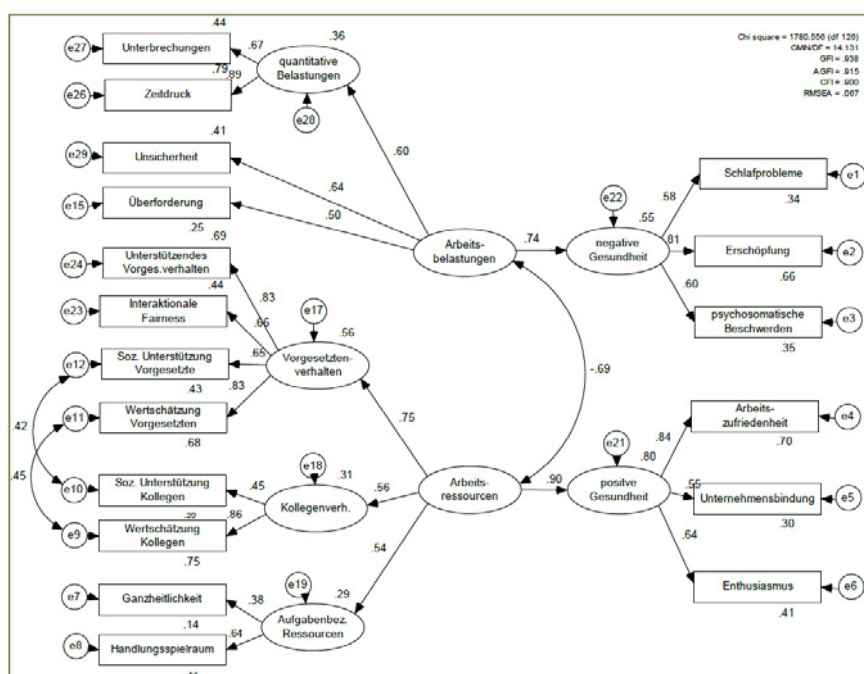 Chi square = 1780.556 (df 126)
CMIN/DF = 14.131
GFI = .938
AGFI = .915
CFI = .900
RMSEA = .067
.44
e27
Unterbrechungen
.67
.36
quantitative
Belastungen
.79
.89
e26
Zeitdruck
e28
.41
e29
Unsicherheit
.60
.64
e15
Überforderung
.50
.25
Arbeits-
belastungen
.74
e22
.55
negative
Gesundheit
.58
Schlafprobleme
e1
.34
.81
Erschöpfung
e2
.66
.60
psychosomatische
Beschwerden
e3
.35
.69
e24
Unterstützendes
Vorges.verhalten
.83
.44
e23
Interaktionale
Fairness
.66
e17
.56
Vorgesetzten-
verhalten
e12
Soz. Unterstützung
Vorgesetzte
.65
.43
e11
Wertschätzung
Vorgesetzten
.83
.68
-.69
.75
.42
.45
e10
Soz. Unterstützung
Kollegen
.45
.20
e18
.31
Kollegenverh.
.56
e9
Wertschätzung
Kollegen
.86
.75
Arbeits-
ressourcen
.90
e21
.80
positve
Gesundheit
.84
Arbeits-
zufriedenheit
e4
.70
.55
Unternehmensbindung
e5
.30
.64
Enthusiasmus
e6
.41
.54
e7
Ganzheitlichkeit
.38
.14
e19
.29
Aufgabenbez.
Ressourcen
e8
Handlungsspielraum
.64